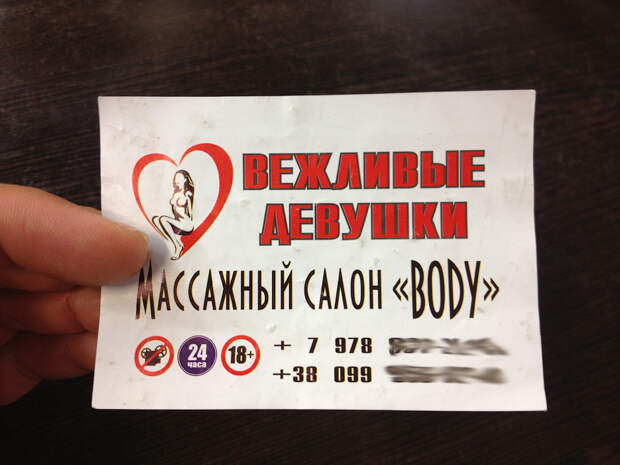 ВЕЖЛИВЫЕ
ДЕВУШКИ
МАССАЖНЫЙ САЛОН «BODY»
24
часа
18+
+ 7 978
+38 099